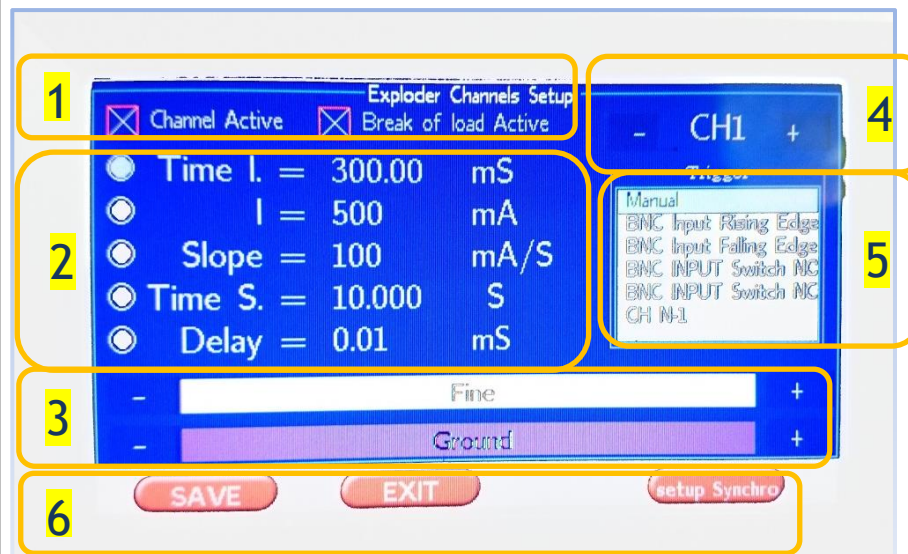 Exploder Channels Setup
1
Channel Active
Break of load Active
- CH1 +
4
Trigger
2
Time I. = 300.00 mS
I = 500 mA
Slope = 100 mA/S
Time S. = 10.000 S
Delay = 0.01 mS
Manual
BNC Input Rising Edge
BNC Input Falling Edge
BNC INPUT Switch NC
BNC INPUT Switch NC
CH N-1
5
3
- Fine +
- Ground +
6
SAVE
EXIT
setup Synchro